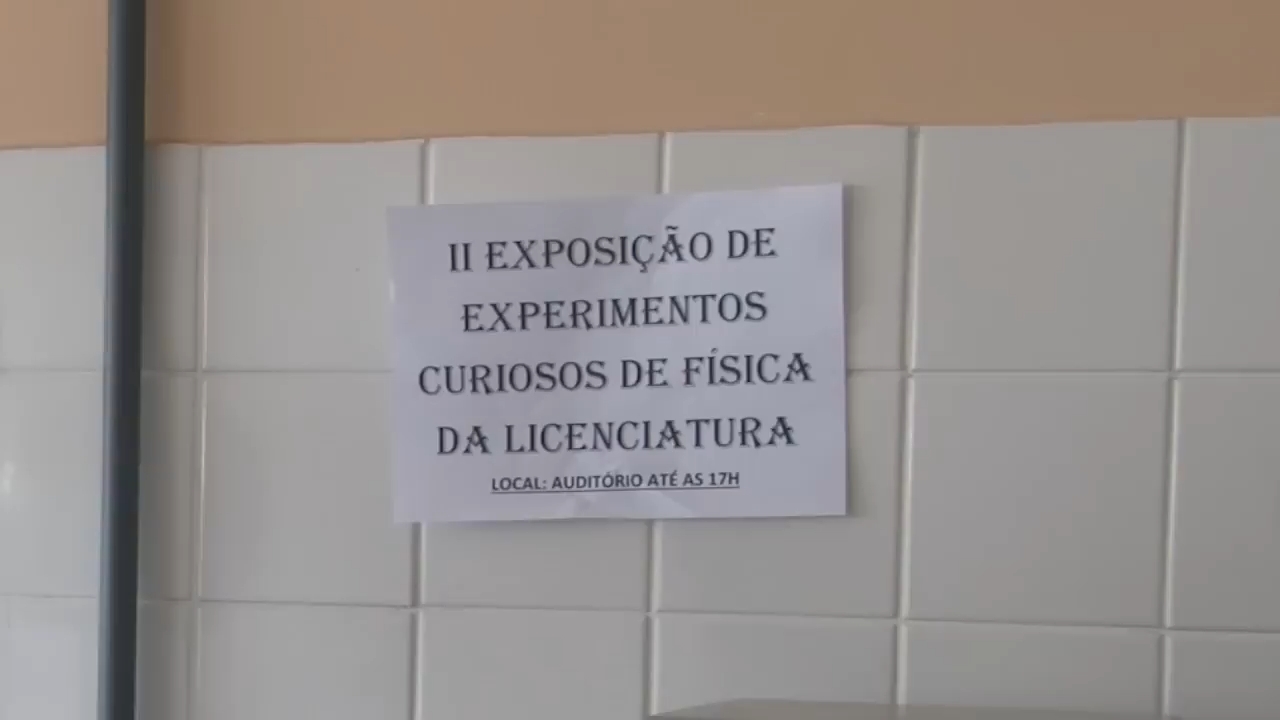 II EXPOSIÇÃO DE
EXPERIMENTOS
CURIOSOS DE FÍSICA
DA LICENCIATURA
LOCAL: AUDITÓRIO ATÉ AS 17H